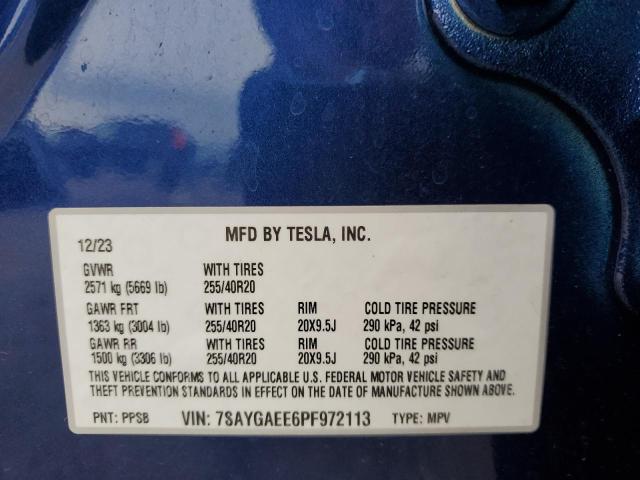 MFD BY TESLA, INC.
12/23
GVWR WITH TIRES
2571 kg (5669 lb) 255/40R20
GAWR FRT WITH TIRES RIM COLD TIRE PRESSURE
1363 kg (3004 lb) 255/40R20 20X9.5J 290 kPa, 42 psi
GAWR RR WITH TIRES RIM COLD TIRE PRESSURE
1500 kg (3306 lb) 255/40R20 20X9.5J 290 kPa, 42 psi
THIS VEHICLE CONFORMS TO ALL APPLICABLE U.S. FEDERAL MOTOR VEHICLE SAFETY AND
THEFT PREVENTION STANDARDS IN EFFECT ON THE DATE OF MANUFACTURE SHOWN ABOVE.
PNT: PPSB VIN: 7SAYGAEE6PF972113 TYPE: MPV